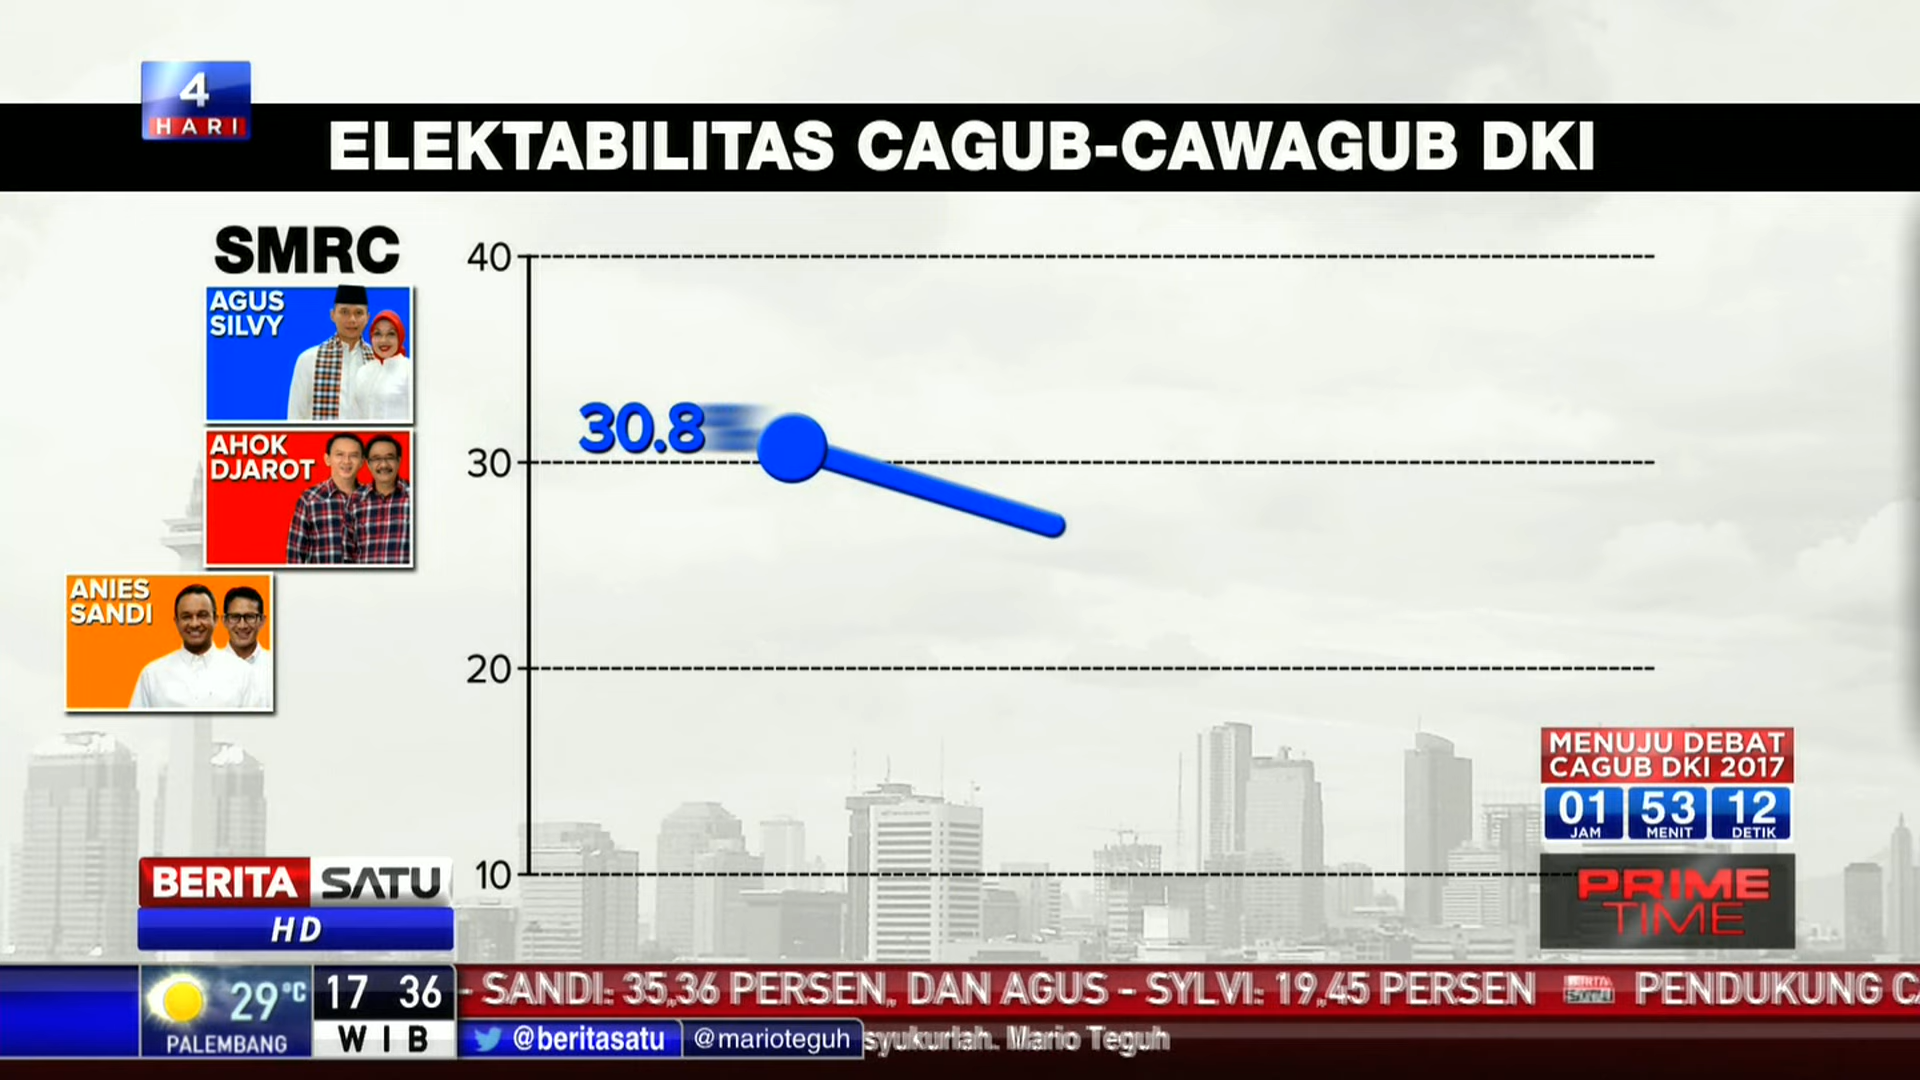 4
HARI
ELEKTABILITAS CAGUB-CAWAGUB DKI
SMRC
AGUS
SILVY
AHOK
DJAROT
ANIES
SANDI
40
30.8
30
20
10
MENUJU DEBAT
CAGUB DKI 2017
01 53 12
JAM MENIT DETIK
PRIME
TIME
BERITA SATU
HD
29°C
PALEMBANG
17 36
WIB
- SANDI: 35,36 PERSEN, DAN AGUS - SYLVI: 19,45 PERSEN BERITA SATU PENDUKUNG
@beritasatu @marioteguh syukurlah. Mario Teguh